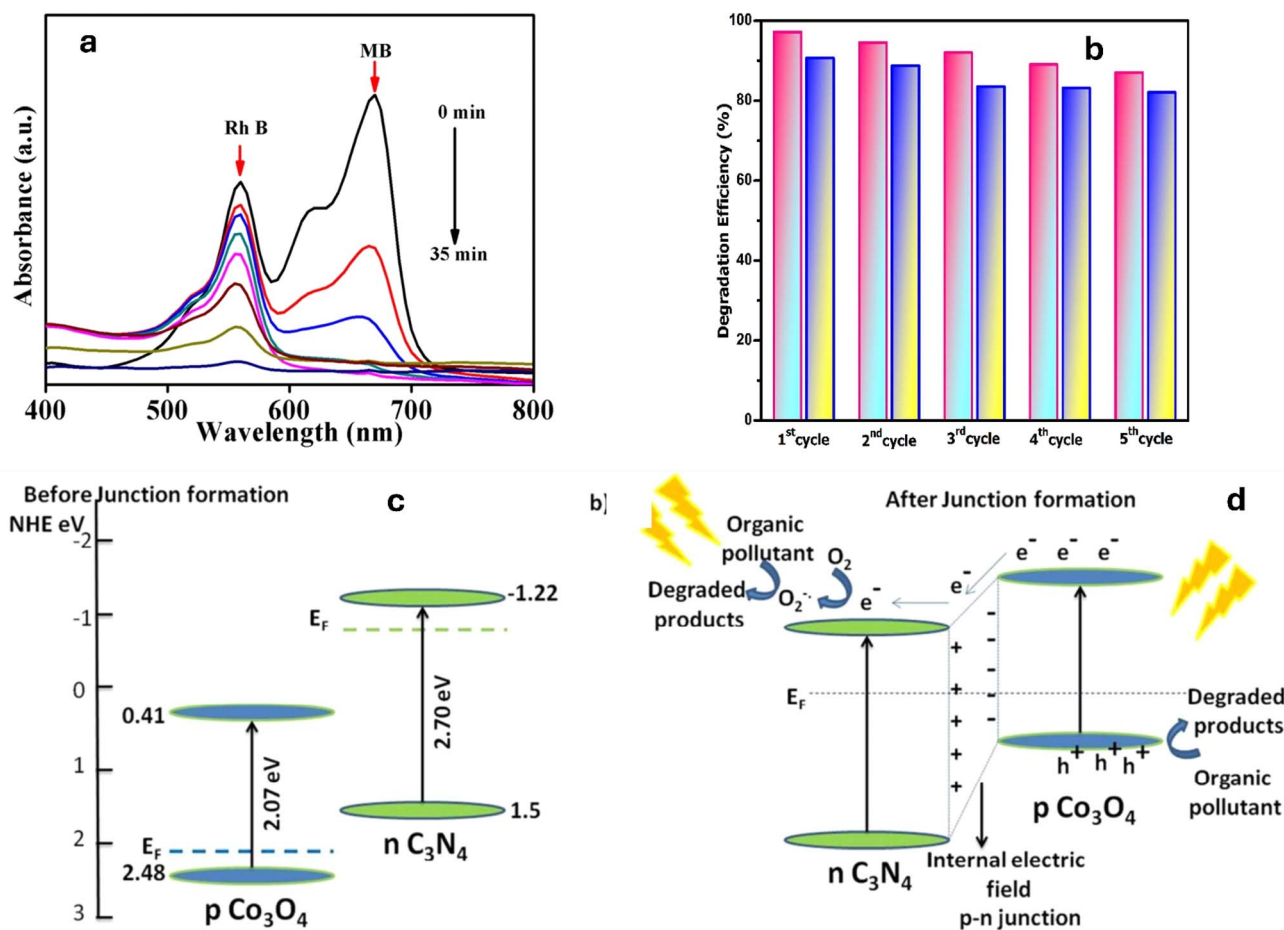 a
MB
0 min
Rh B
35 min
Absorbance (a.u.)
400 500 600 700 800
Wavelength (nm)
b
Degradation Efficiency (%)
100
80
60
40
20
0
1st cycle 2nd cycle 3rd cycle 4th cycle 5th cycle
Before Junction formation
c
NHE eV
-2
-1.22
-1
EF
0
0.41
2.70 eV
1
2.07 eV
1.5
2
EF
n C3N4
2.48
p Co3O4
3
b)
After Junction formation
d
Organic
pollutant
O2
e- e- e-
Degraded
products
O2-.
e-
e-
+ + + + +
- - - - -
EF
Degraded
products
h+ h+ h+
Organic
pollutant
p Co3O4
n C3N4
Internal electric
field
p-n junction